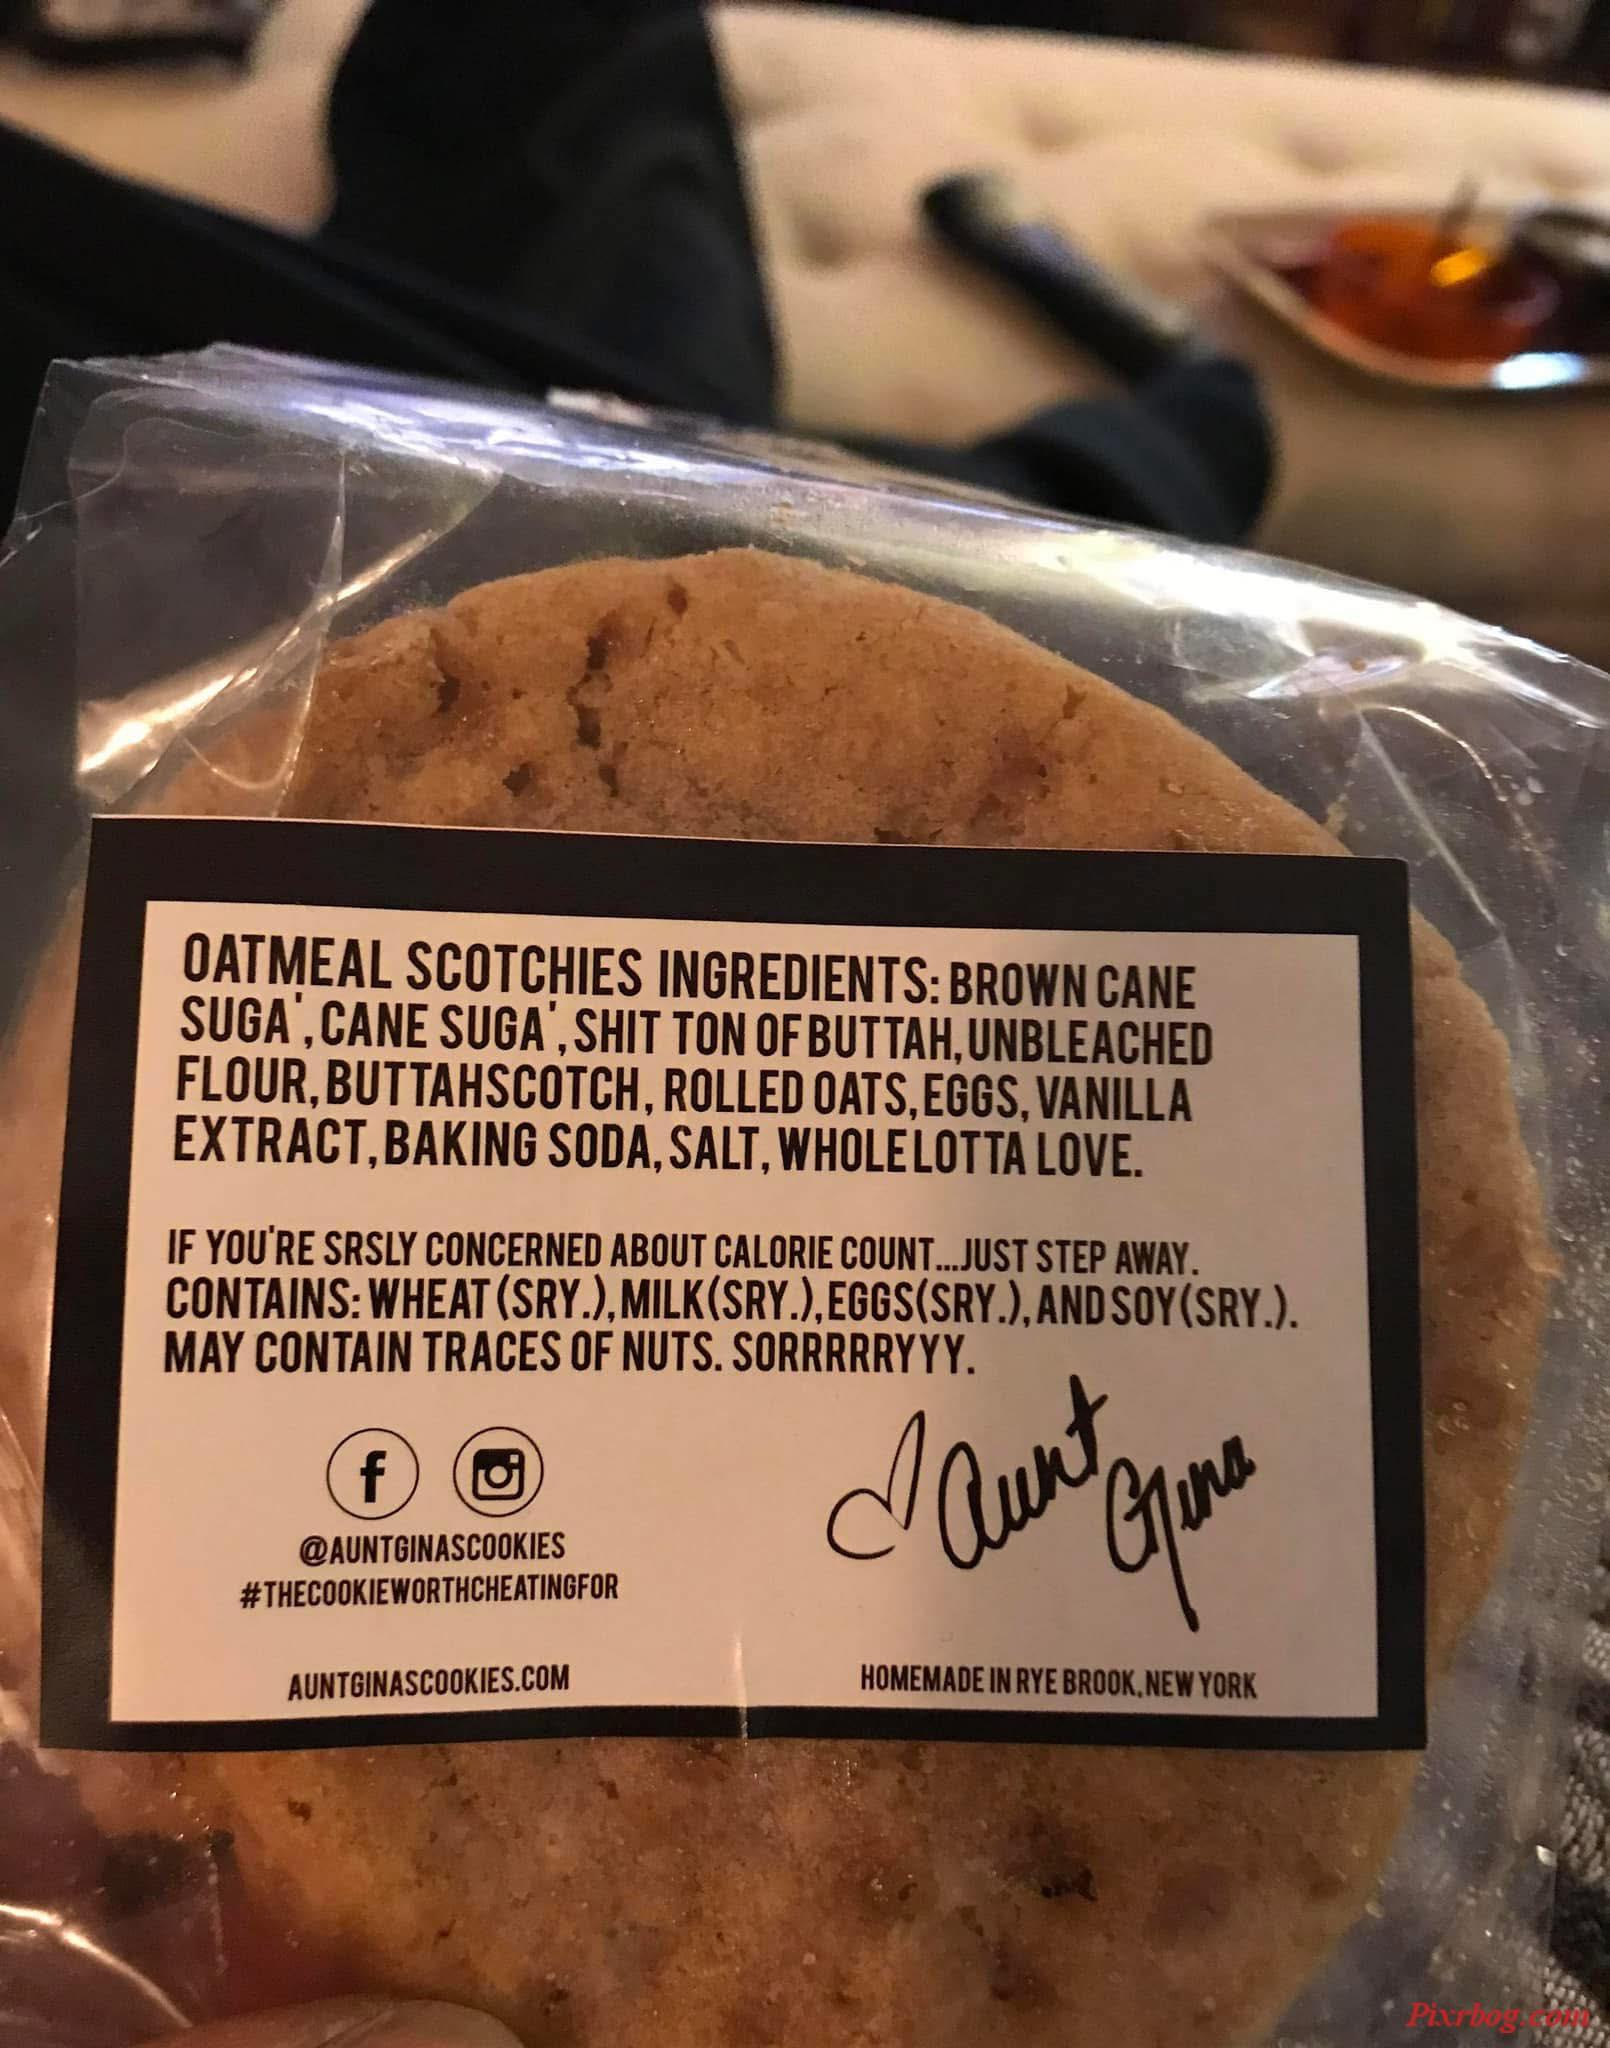 OATMEAL SCOTCHIES INGREDIENTS: BROWN CANE
SUGA', CANE SUGA', SHIT TON OF BUTTAH, UNBLEACHED
FLOUR, BUTTAHSCOTCH, ROLLED OATS, EGGS, VANILLA
EXTRACT, BAKING SODA, SALT, WHOLE LOTTA LOVE.
IF YOU'RE SRSLY CONCERNED ABOUT CALORIE COUNT...JUST STEP AWAY.
CONTAINS: WHEAT (SRY.), MILK (SRY.), EGGS (SRY.), AND SOY (SRY.).
MAY CONTAIN TRACES OF NUTS. SORRRRRYYY.
Aunt Gina
@AUNTGINASCOOKIES
#THECOOKIEWORTHCHEATINGFOR
AUNTGINASCOOKIES.COM
HOMEMADE IN RYE BROOK, NEW YORK
Pixrbog.com